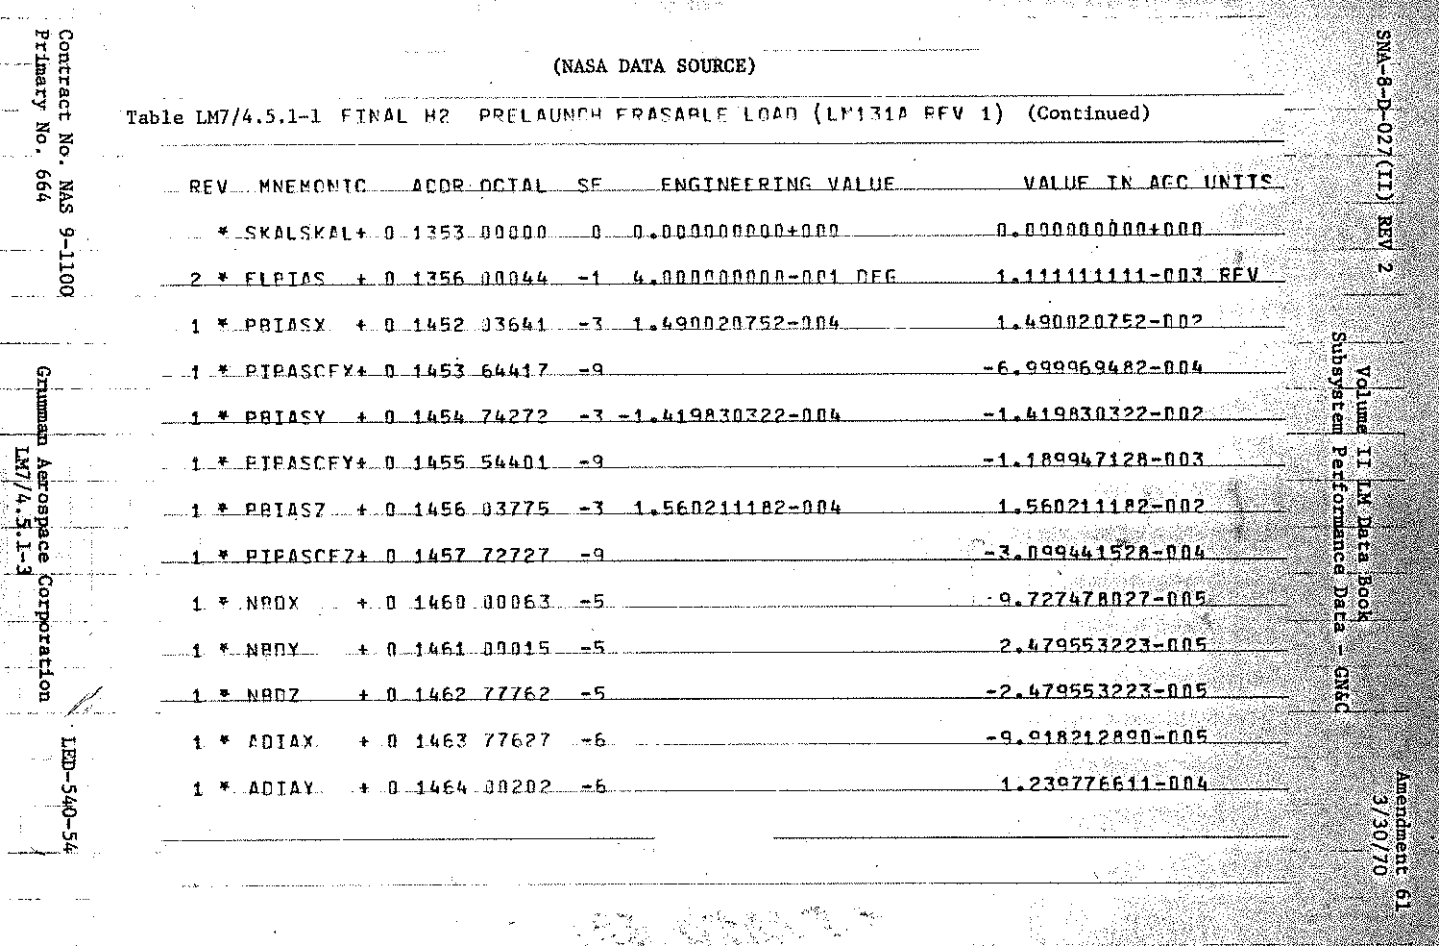 (NASA DATA SOURCE)
Table LM7/4.5.1-1 FINAL H2 PRELAUNCH ERASABLE LOAD (LM131A REV 1) (Continued)
REV MNEMONIC ADDR OCTAL SF ENGINEERING VALUE VALUE IN AGC UNITS
* SKALSKAL+ 0 1353 00000 0 0.000000000+000 0.000000000+000
2 * ELBIAS + 0 1356 00044 -1 4.000000000-001 DEG 1.111111111-003 REV
1 * PBIASX + 0 1452 03641 -3 1.490020752-004 1.490020752-002
1 * PIPASCFX+ 0 1453 64417 -9 -6.999969482-004
1 * PBIASY + 0 1454 74272 -3 -1.419830322-004 -1.419830322-002
1 * PIPASCFY+ 0 1455 54401 -9 -1.189947128-003
1 * PBIASZ + 0 1456 03775 -3 1.560211182-004 1.560211182-002
1 * PIPASCFZ+ 0 1457 72727 -9 -3.099441528-004
1 * NBDX + 0 1460 00063 -5 9.727478027-005
1 * NBDY + 0 1461 00015 -5 2.479553223-005
1 * NBDZ + 0 1462 77762 -5 -2.479553223-005
1 * ADIAX + 0 1463 77627 -6 -9.918212890-005
1 * ADIAY + 0 1464 00202 -6 1.239776611-004
Contract No. NAS 9-1100
Primary No. 664
Grumman Aerospace Corporation
LM7/4.5.1-3
LED-540-54
SNA-8-D-027(II) REV 2
Volume II LM Data Book
Subsystem Performance Data - GN&C
Amendment 61
3/30/70